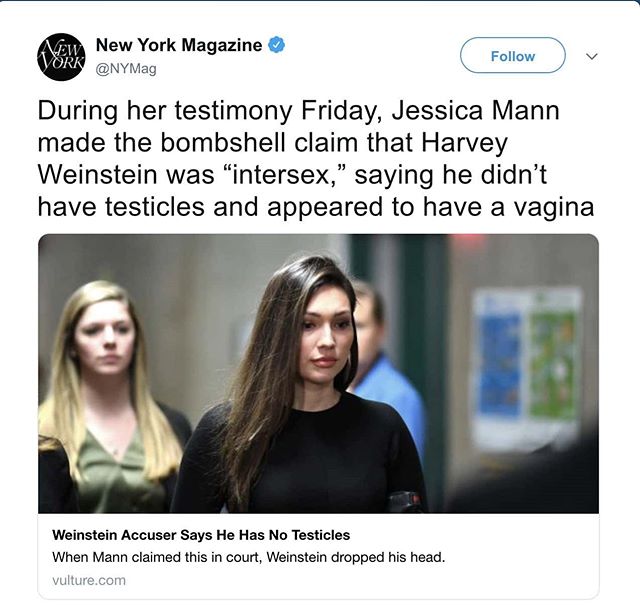 NEW
YORK
New York Magazine
@NYMag
Follow
During her testimony Friday, Jessica Mann
made the bombshell claim that Harvey
Weinstein was “intersex,” saying he didn’t
have testicles and appeared to have a vagina
Weinstein Accuser Says He Has No Testicles
When Mann claimed this in court, Weinstein dropped his head.
vulture.com